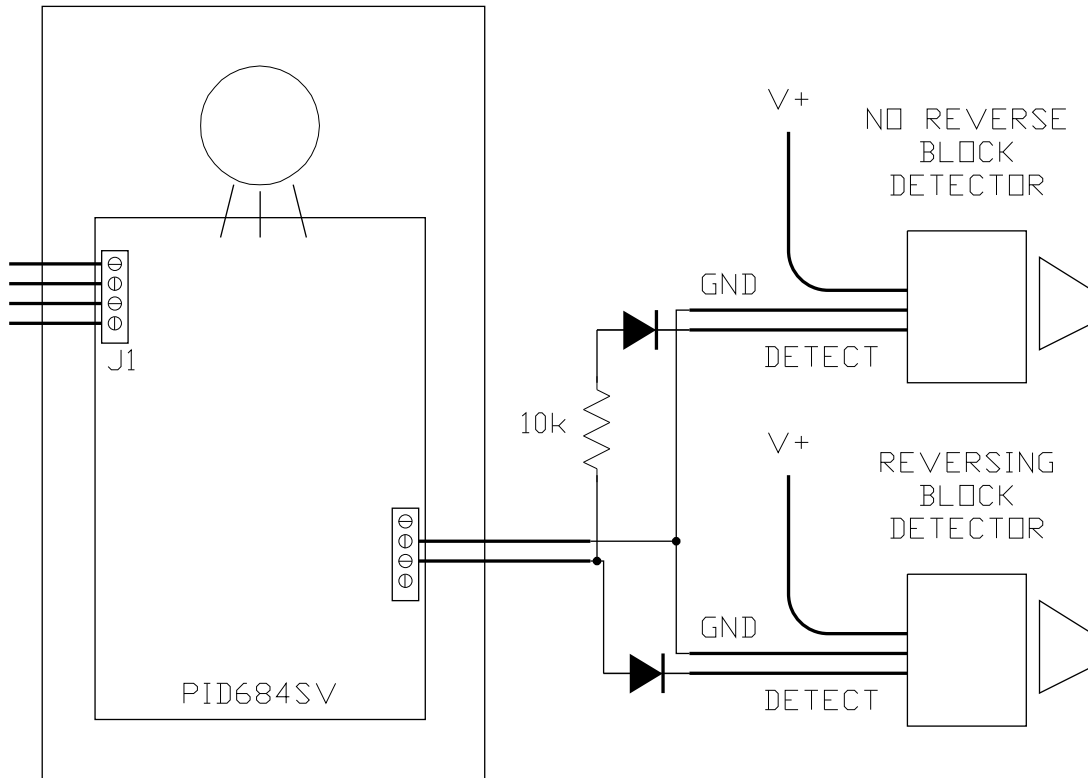 V+
NO REVERSE
BLOCK
DETECTOR
GND
J1
DETECT
10k
V+
REVERSING
BLOCK
DETECTOR
GND
PID684SV
DETECT